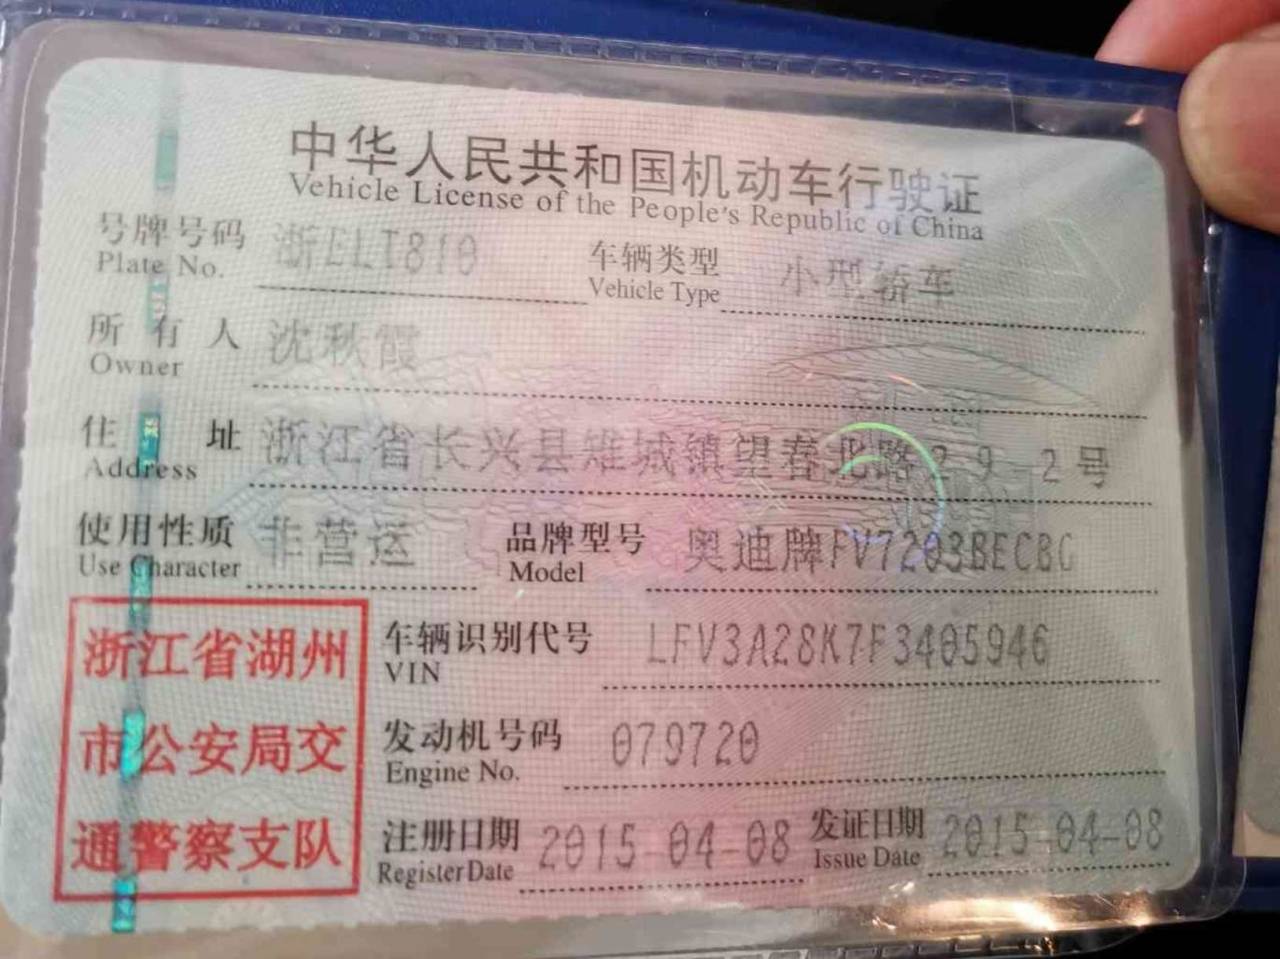 中华人民共和国机动车行驶证
Vehicle License of the People's Republic of China
号牌号码 浙ELT810 车辆类型 小型轿车
Plate No. Vehicle Type
所有人 沈秋霞
Owner
住址 浙江省长兴县雉城镇望春北路 2号
Address
使用性质 非营运 品牌型号 奥迪牌FV7203BECBG
Use Character Model
浙江省湖州 车辆识别代号 LFV3A28K7F3405946
VIN
市公安局交 发动机号码 079720
Engine No.
通警察支队 注册日期 2015-04-08 发证日期 2015-04-08
Register Date Issue Date